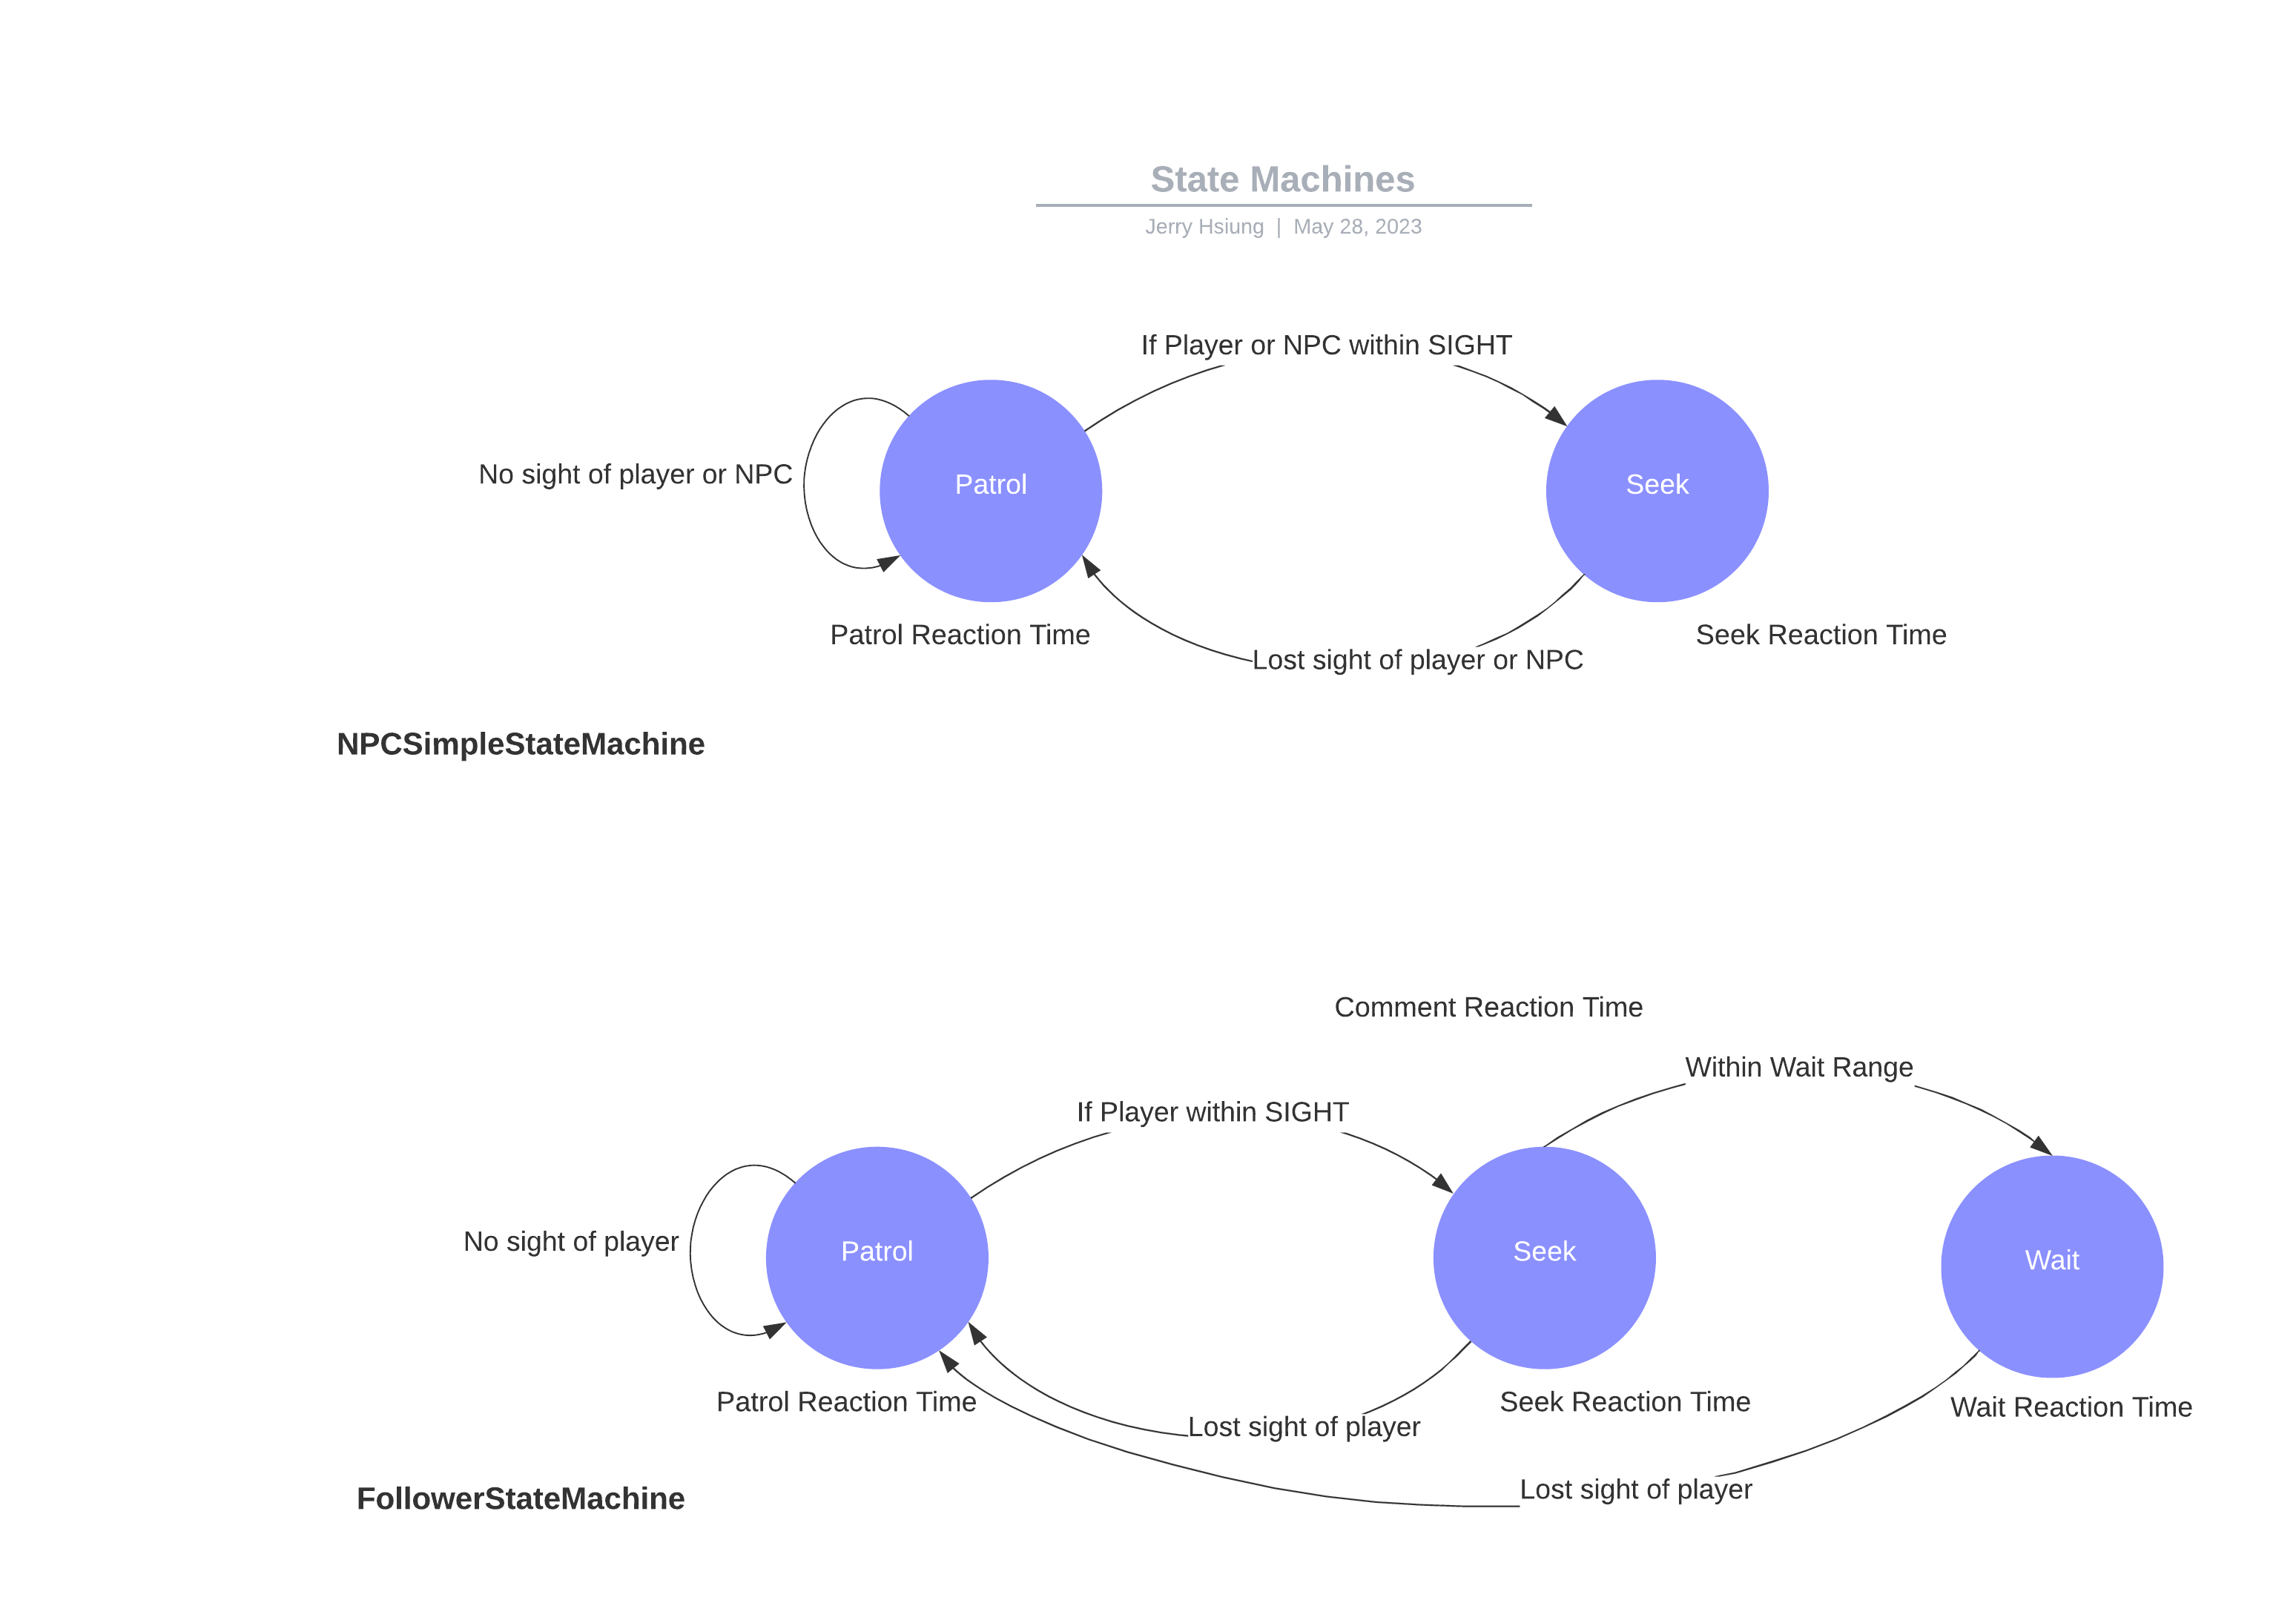 State Machines
Jerry Hsiung | May 28, 2023
If Player or NPC within SIGHT
No sight of player or NPC
Patrol
Seek
Patrol Reaction Time
Seek Reaction Time
Lost sight of player or NPC
NPCSimpleStateMachine
Comment Reaction Time
Within Wait Range
If Player within SIGHT
No sight of player
Patrol
Seek
Wait
Patrol Reaction Time
Seek Reaction Time
Wait Reaction Time
Lost sight of player
Lost sight of player
FollowerStateMachine